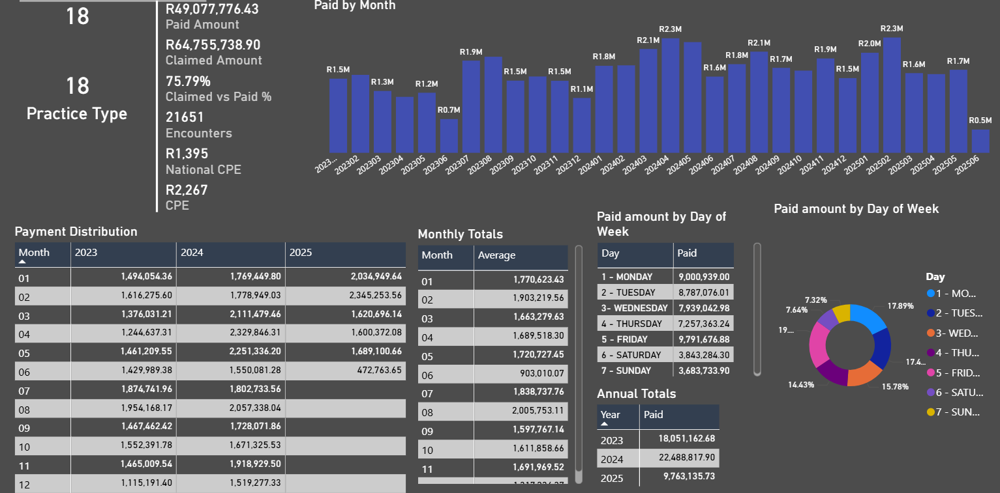 18
18
Practice Type
R49,077,776.43
Paid Amount
R64,755,738.90
Claimed Amount
75.79%
Claimed vs Paid %
21651
Encounters
R1,395
National CPE
R2,267
CPE
Paid by Month
R1.5M
R1.3M
R1.2M
R0.7M
R1.9M
R1.5M
R1.5M
R1.1M
R1.8M
R2.1M
R2.3M
R1.6M
R1.8M
R2.1M
R1.7M
R1.9M
R1.5M
R2.0M
R2.3M
R1.6M
R1.7M
R0.5M
2023...
202302
202303
202304
202305
202306
202307
202308
202309
202310
202311
202312
202401
202402
202403
202404
202405
202406
202407
202408
202409
202410
202411
202412
202501
202502
202503
202504
202505
202506
Payment Distribution
Month 2023 2024 2025
01 1,494,054.36 1,769,449.80 2,034,949.64
02 1,616,275.60 1,778,949.03 2,345,253.56
03 1,376,031.21 2,111,479.46 1,620,696.14
04 1,244,637.31 2,329,846.31 1,600,372.08
05 1,461,209.55 2,251,336.20 1,689,100.66
06 1,429,989.38 1,550,081.28 472,763.65
07 1,874,741.96 1,802,733.56
08 1,954,168.17 2,057,338.04
09 1,467,462.42 1,728,071.86
10 1,552,391.78 1,671,325.53
11 1,465,009.54 1,918,929.50
12 1,115,191.40 1,519,277.33
Monthly Totals
Month Average
01 1,770,623.43
02 1,903,219.56
03 1,663,279.63
04 1,689,518.30
05 1,720,727.45
06 903,010.07
07 1,838,737.76
08 2,005,753.11
09 1,597,767.14
10 1,611,858.66
11 1,691,969.52
Paid amount by Day of
Week
Day Paid
1 - MONDAY 9,000,939.00
2 - TUESDAY 8,787,076.01
3- WEDNESDAY 7,939,042.98
4 - THURSDAY 7,257,363.24
5 - FRIDAY 9,791,676.88
6 - SATURDAY 3,843,284.30
7 - SUNDAY 3,683,733.90
Annual Totals
Year Paid
2023 18,051,162.68
2024 22,488,817.90
2025 9,763,135.73
Paid amount by Day of Week
7.32%
7.64%
17.89%
19....
17.4...
14.43%
15.78%
Day
1 - MO...
2 - TUES...
3- WED...
4 - THU...
5 - FRID...
6 - SATU...
7 - SUN...